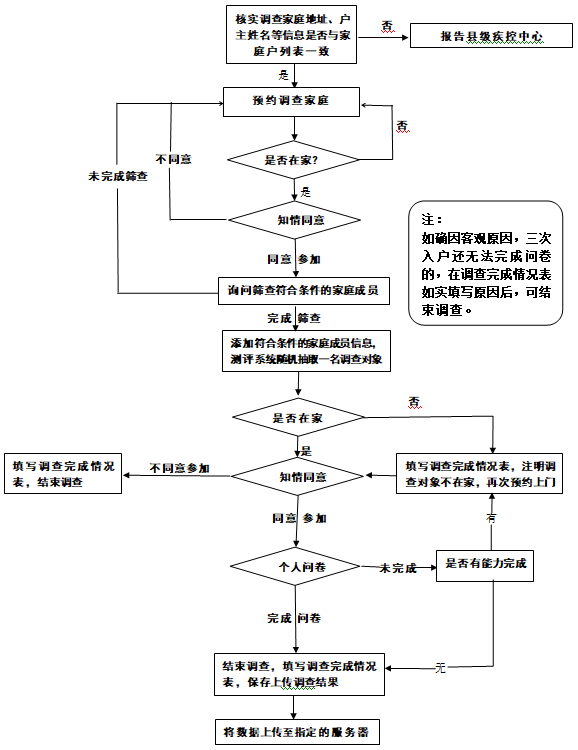 核实调查家庭地址、户
主姓名等信息是否与家
庭户列表一致
否
报告县级疾控中心
是
预约调查家庭
否
不同意
是否在家？
未完成筛查
是
知情同意
注：
如确因客观原因，三次
入户还无法完成问卷
的，在调查完成情况表
如实填写原因后，可结
束调查。
同意 参加
询问筛查符合条件的家庭成员
完成 筛查
添加符合条件的家庭成员信息，
测评系统随机抽取一名调查对象
否
是否在家
是
填写调查完成情况
表，结束调查
不同意参加
知情同意
填写调查完成情况表，注明调
查对象不在家，再次预约上门
同意 参加
有
个人问卷
未完成
是否有能力完成
完成 问卷
结束调查，填写调查完成情况
表，保存上传调查结果
无
将数据上传至指定的服务器